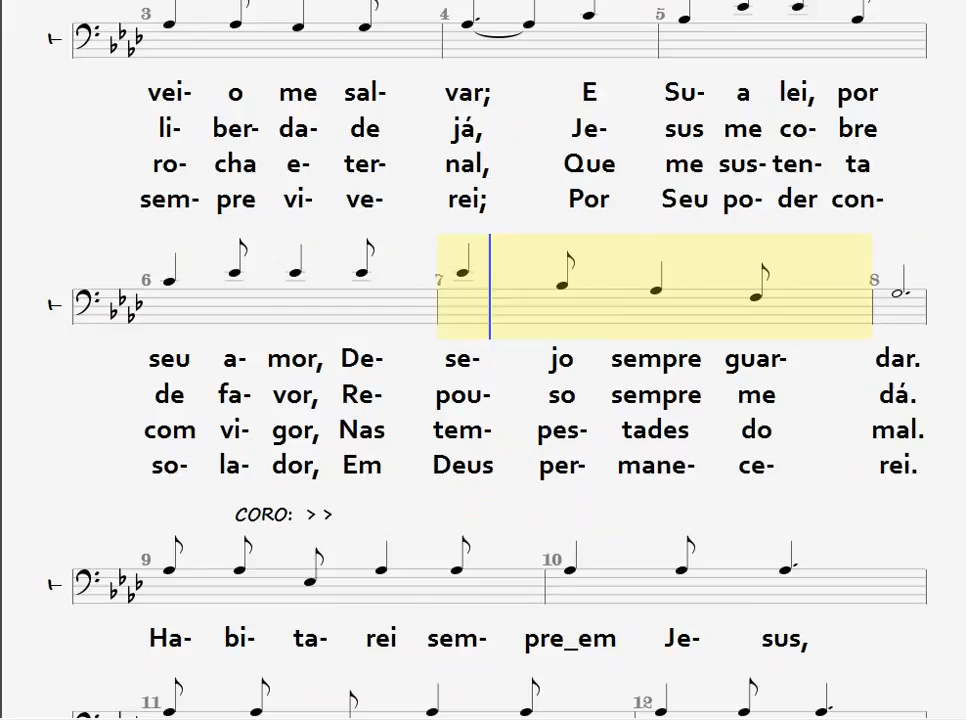 3 4 5
T
vei- o me sal- var; E Su- a lei, por
li- ber- da- de já, Je- sus me co- bre
ro- cha e- ter- nal, Que me sus- ten- ta
sem- pre vi- ve- rei; Por Seu po- der con-
6 7 8
T
seu a- mor, De- se- jo sempre guar- dar.
de fa- vor, Re- pou- so sempre me dá.
com vi- gor, Nas tem- pes- tades do mal.
so- la- dor, Em Deus per- mane- ce- rei.
CORO: > >
9 10
T
Ha- bi- ta- rei sem- pre_em Je- sus,
11 12